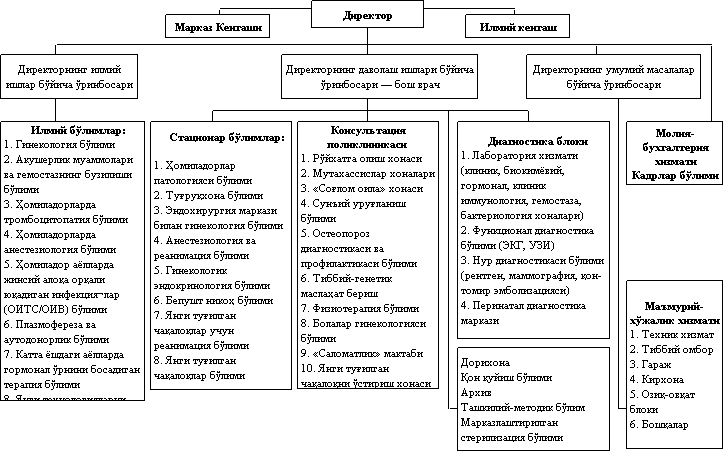 Директор
Марказ Кенгаши
Илмий кенгаш
Директорнинг илмий
ишлар бўйича ўринбосари
Директорнинг даволаш ишлари бўйича
ўринбосари — бош врач
Директорнинг умумий масалалар
бўйича ўринбосари
Илмий бўлимлар:
1. Гинекология бўлими
2. Акушерлик муаммолари
ва гемостазнинг бузилиши
бўлими
3. Ҳомиладорларда
тромбоцитопатия бўлими
4. Ҳомиладорларда
анестезиология бўлими
5. Ҳомиладор аёлларда
жинсий алоқа орқали
юқадиган инфекция-лар
(ОИТС/ОИВ) бўлими
6. Плазмофереза ва
аутодонорлик бўлими
7. Катта ёшдаги аёлларда
гормонал ўрнини босадиган
терапия бўлими
8. Янги технологияларни
Стационар бўлимлар:
1. Ҳомиладорлар
патологияси бўлими
2. Туғруқхона бўлими
3. Эндохирургия маркази
билан гинекология бўлими
4. Анестезиология ва
реанимация бўлими
5. Гинекологик
эндокринология бўлими
6. Бепушт никоҳ бўлими
7. Янги туғилган
чақалоқлар учун
реанимация бўлими
8. Янги туғилган
чақалоқлар бўлими
Консультация
поликлиникаси
1. Рўйхатга олиш хонаси
2. Мутахассислар хоналари
3. «Соғлом оила» хонаси
4. Сунъий уруғланиш
бўлими
5. Остеопороз
диагностикаси ва
профилактикаси бўлими
6. Тиббий-генетик
маслаҳат бериш
7. Физиотерапия бўлими
8. Болалар гинекологияси
бўлими
9. «Саломатлик» мактаби
10. Янги туғилган
чақалоқни ўстириш хонаси
Диагностика блоки
1. Лаборатория хизмати
(клиник, биокимёвий,
гормонал, клиник
иммунология, гемостаза,
бактериология хоналари)
2. Функционал диагностика
бўлими (ЭКГ, УЗИ)
3. Нур диагностикаси бўлими
(рентген, маммография, қон-
томир эмболизацияси)
4. Перинатал диагностика
маркази
Дорихона
Қон қуйиш бўлими
Архив
Ташкилий-методик бўлим
Марказлаштирилган
стерилизация бўлими
Молия-
бухгалтерия
хизмати
Кадрлар бўлими
Маъмурий-
хўжалик хизмати
1. Техник хизмат
2. Тиббий омбор
3. Гараж
4. Кирхона
5. Озиқ-овқат
блоки
6. Бошқалар